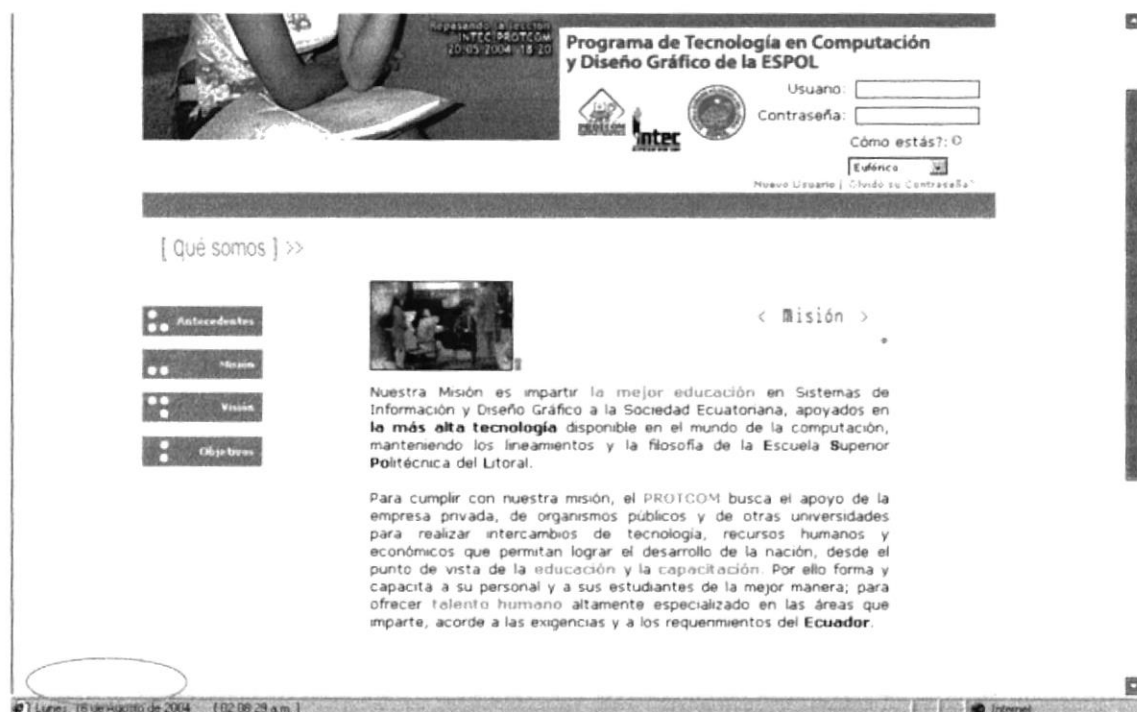 Repasando la lección
INTEC PROTCOM
20/05/2004 18:20
Programa de Tecnología en Computación
y Diseño Gráfico de la ESPOL
Usuario:
Contraseña:
intec
Cómo estás?:
Eufórico
Nuevo Usuario | Olvido su Contraseña?
[ Qué somos ] >>
Antecedentes
Misión
Visión
Objetivos
< Misión >
Nuestra Misión es impartir la mejor educación en Sistemas de
Información y Diseño Gráfico a la Sociedad Ecuatoriana, apoyados en
la más alta tecnología disponible en el mundo de la computación,
manteniendo los lineamientos y la filosofía de la Escuela Superior
Politécnica del Litoral.
Para cumplir con nuestra misión, el PROTCOM busca el apoyo de la
empresa privada, de organismos públicos y de otras universidades
para realizar intercambios de tecnología, recursos humanos y
económicos que permitan lograr el desarrollo de la nación, desde el
punto de vista de la educación y la capacitación. Por ello forma y
capacita a su personal y a sus estudiantes de la mejor manera; para
ofrecer talento humano altamente especializado en las áreas que
imparte, acorde a las exigencias y a los requerimientos del Ecuador.
Lunes, 16 de Agosto de 2004 [ 02:08:29 a.m. ]
Internet